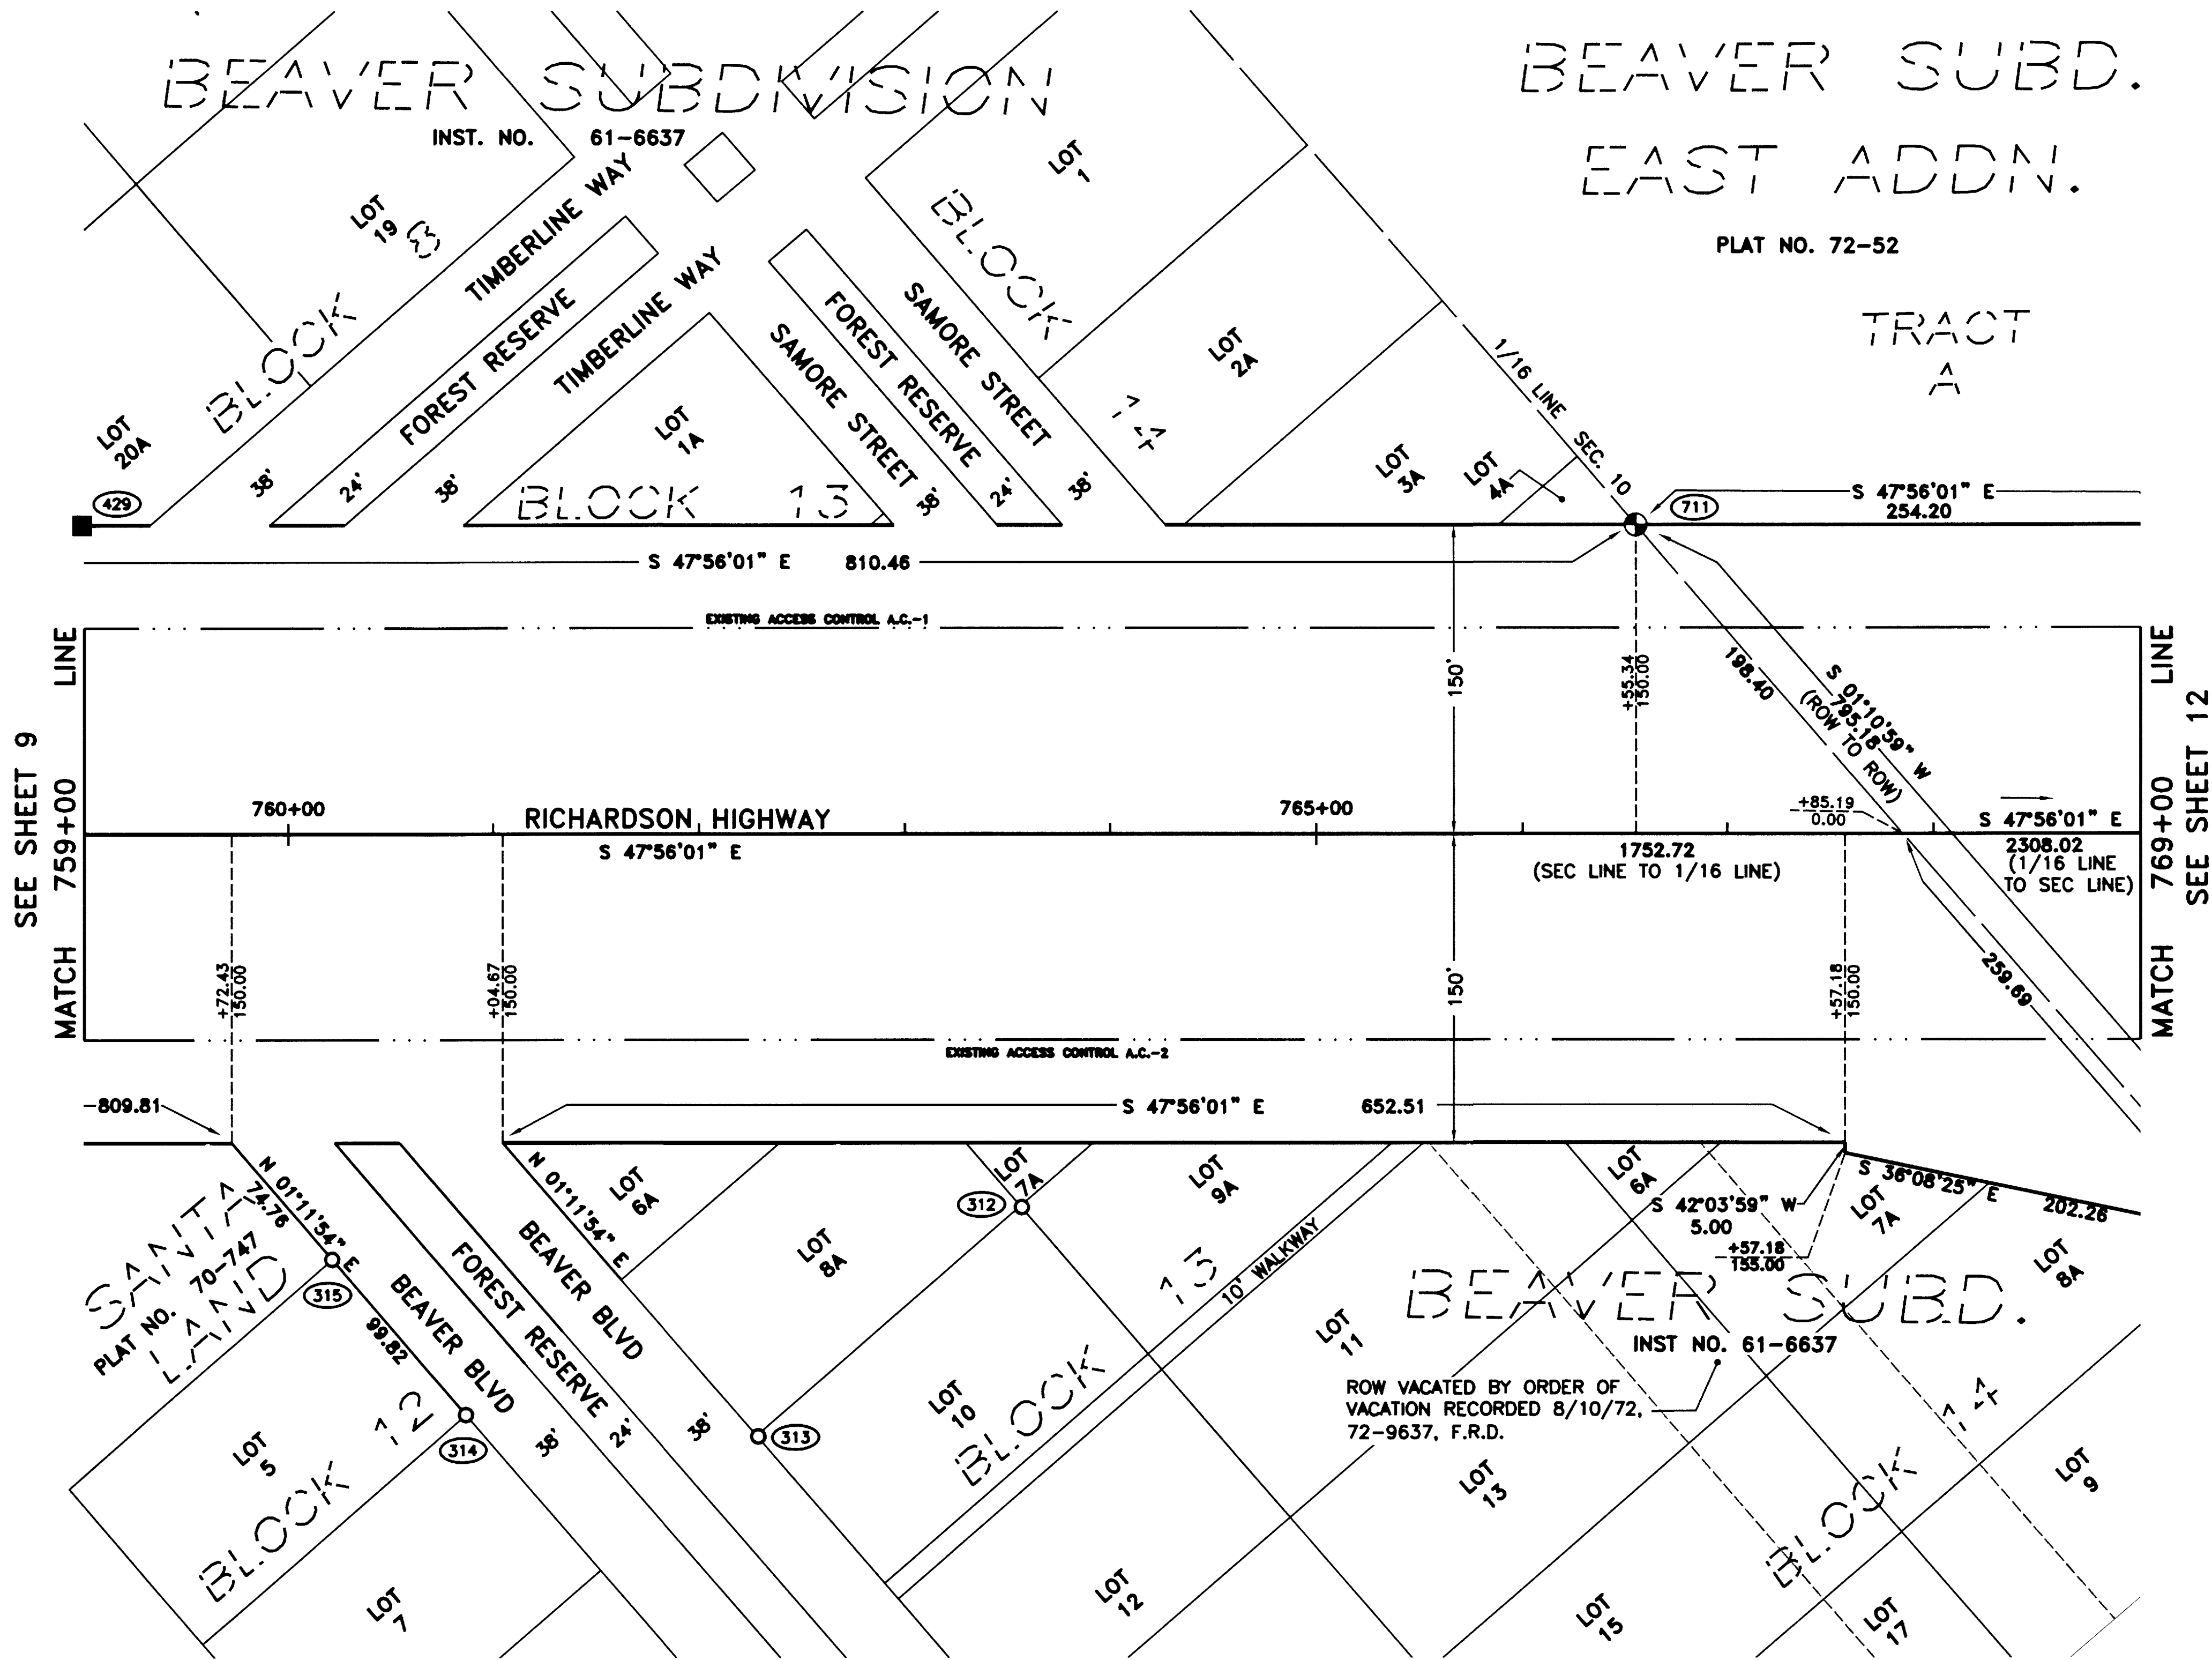 BEAVER SUBDIVISION
INST. NO. 61-6637
BEAVER SUBD.
EAST ADDN.
PLAT NO. 72-52
TRACT
A
LOT
19
BLOCK 8
LOT
20A
TIMBERLINE WAY
FOREST RESERVE
TIMBERLINE WAY
38'
24'
38'
LOT
1A
BLOCK 13
SAMORE STREET
FOREST RESERVE
SAMORE STREET
38'
24'
38'
LOT
1
BLOCK 14
LOT
2A
LOT
3A
LOT
4A
1/16 LINE SEC. 10
429
711
S 47°56'01" E
254.20
S 47°56'01" E 810.46
EXISTING ACCESS CONTROL A.C.-1
SEE SHEET 9
MATCH 759+00 LINE
MATCH 769+00 LINE
SEE SHEET 12
150'
+55.34
150.00
198.40
S 01°10'59" W
795.18
(ROW TO ROW)
760+00
RICHARDSON HIGHWAY
S 47°56'01" E
765+00
+85.19
0.00
S 47°56'01" E
1752.72
(SEC LINE TO 1/16 LINE)
2308.02
(1/16 LINE
TO SEC LINE)
+72.43
150.00
+04.67
150.00
150'
+57.18
150.00
259.69
EXISTING ACCESS CONTROL A.C.-2
809.81
S 47°56'01" E 652.51
N 01°11'54" E
74.76
SANITA
LAND
PLAT NO. 70-747
315
99.82
314
BEAVER BLVD
FOREST RESERVE
BEAVER BLVD
38'
24'
38'
N 01°11'54" E
313
312
LOT
5
BLOCK 12
LOT
7
LOT
6A
LOT
8A
LOT
7A
LOT
9A
LOT
10
BLOCK 13
10' WALKWAY
LOT
11
LOT
12
LOT
13
LOT
15
LOT
6A
S 42°03'59" W
5.00
+57.18
155.00
S 36°08'25" E
202.26
LOT
7A
LOT
8A
BEAVER SUBD.
INST NO. 61-6637
ROW VACATED BY ORDER OF
VACATION RECORDED 8/10/72,
72-9637, F.R.D.
BLOCK 14
LOT
9
LOT
17